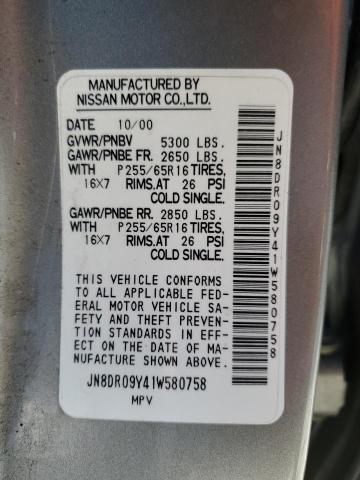 MANUFACTURED BY
NISSAN MOTOR CO.,LTD.
DATE 10/00
GVWR/PNBV 5300 LBS.
GAWR/PNBE FR. 2650 LBS.
WITH P255/65R16 TIRES,
16X7 RIMS.AT 26 PSI
COLD SINGLE.
GAWR/PNBE RR. 2850 LBS.
WITH P255/65R16 TIRES,
16X7 RIMS.AT 26 PSI
COLD SINGLE.
THIS VEHICLE CONFORMS
TO ALL APPLICABLE FED-
ERAL MOTOR VEHICLE SA-
FETY AND THEFT PREVEN-
TION STANDARDS IN EFF-
ECT ON THE DATE OF MA-
NUFACTURE SHOWN ABOVE.
JN8DR09Y41W580758
MPV
JN8DR09Y41W580758